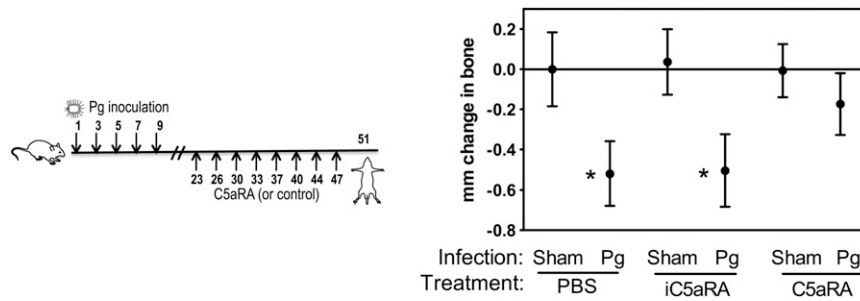 Pg inoculation
1 3 5 7 9
51
23 26 30 33 37 40 44 47
C5aRA (or control)
mm change in bone
0.2
0.0
-0.2
-0.4
-0.6
-0.8
*
*
Infection: Sham Pg Sham Pg Sham Pg
Treatment: PBS iC5aRA C5aRA